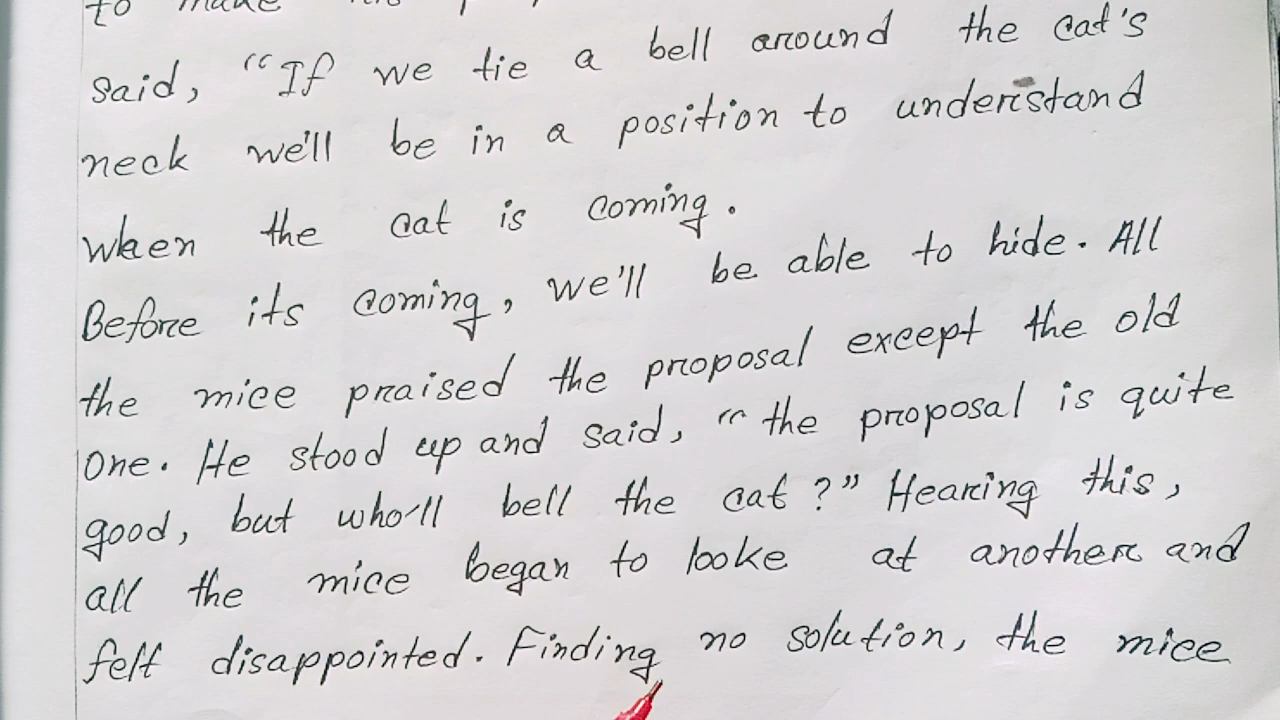 to make
said, "If we tie a bell around the cat's
neck we'll be in a position to understand
when the cat is coming.
Before its coming, we'll be able to hide. All
the mice praised the proposal except the old
one. He stood up and said, "the proposal is quite
good, but who'll bell the cat?" Hearing this,
all the mice began to looke at another and
felt disappointed. Finding no solution, the mice